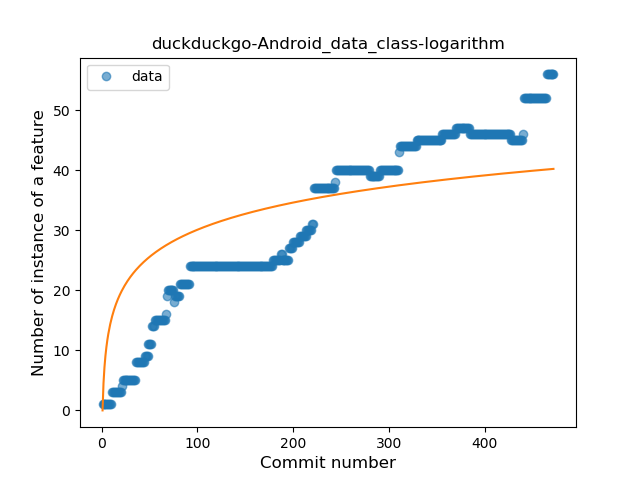 duckduckgo-Android_data_class-logarithm
data
Number of instance of a feature
50
40
30
20
10
0
0 100 200 300 400
Commit number